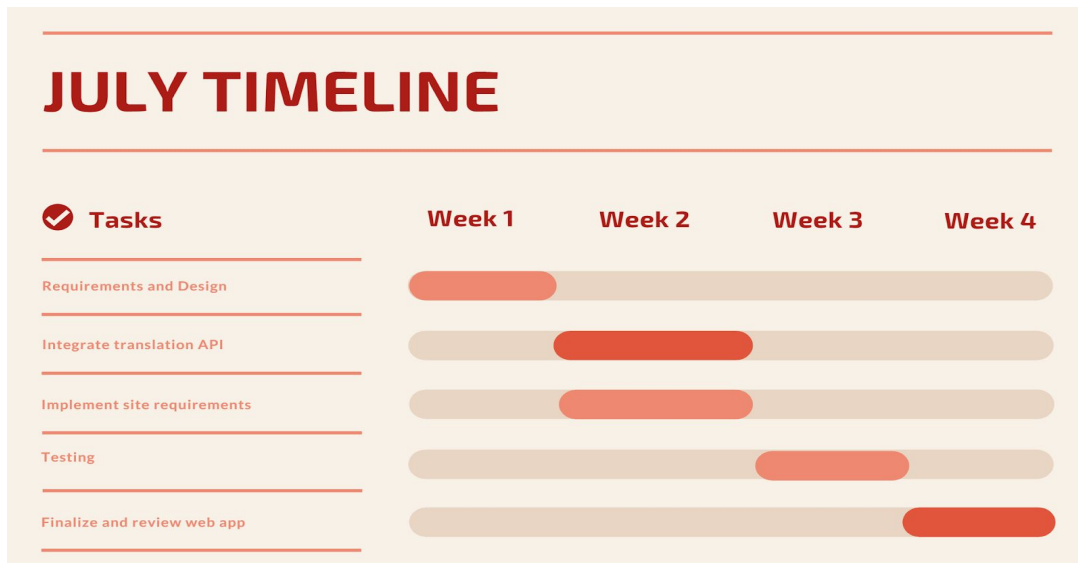 JULY TIMELINE
Tasks Week 1 Week 2 Week 3 Week 4
Requirements and Design
Integrate translation API
Implement site requirements
Testing
Finalize and review web app